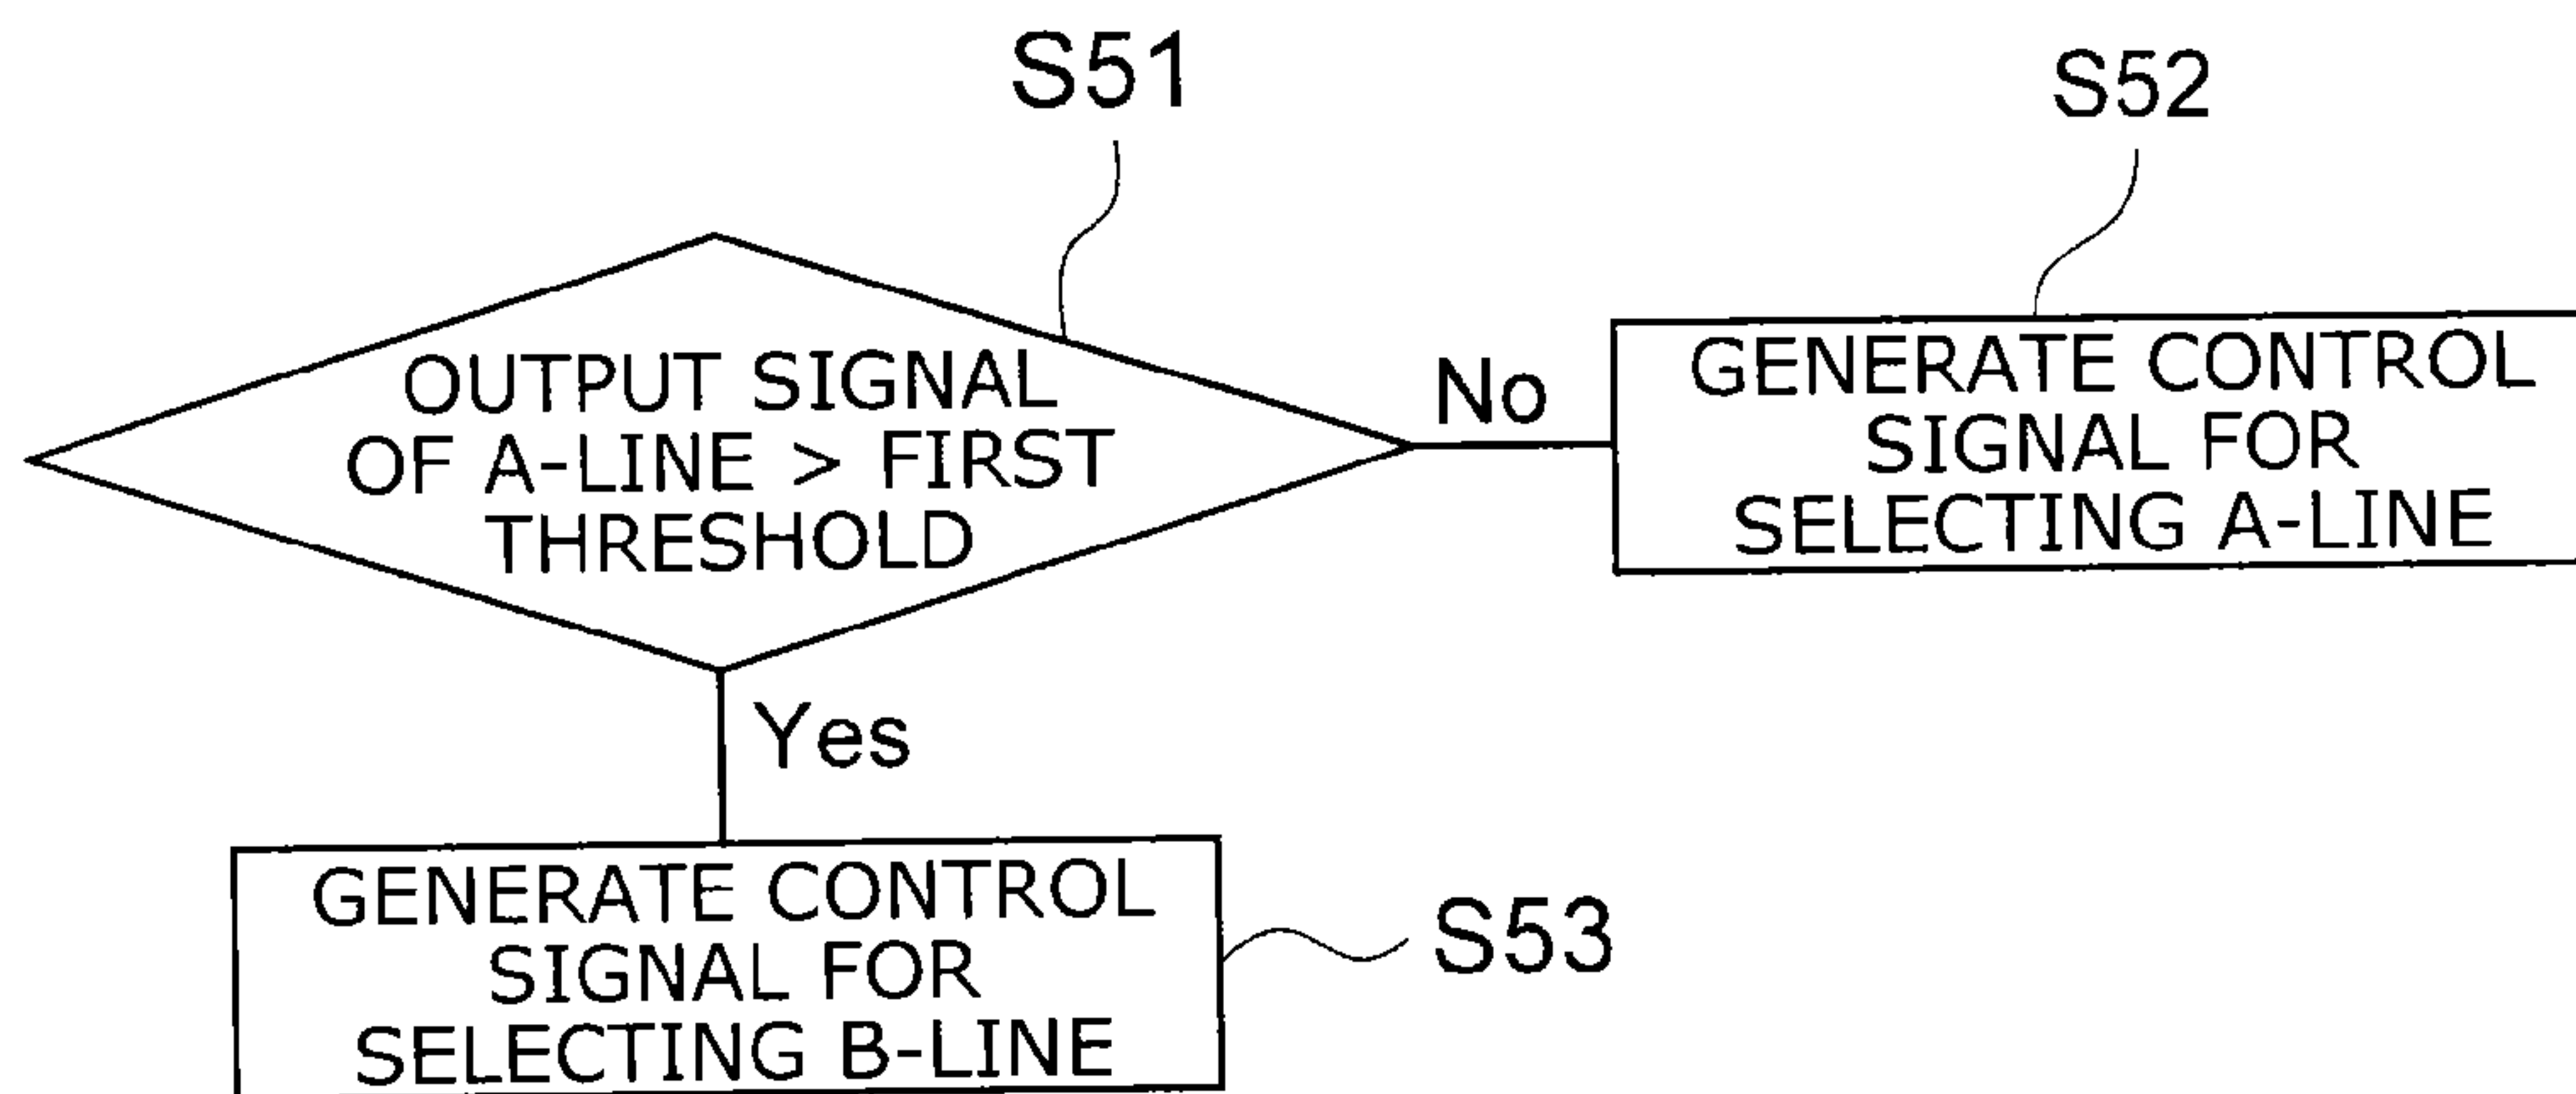 S51
S52
OUTPUT SIGNAL
OF A-LINE > FIRST
THRESHOLD
No
GENERATE CONTROL
SIGNAL FOR
SELECTING A-LINE
Yes
GENERATE CONTROL
SIGNAL FOR
SELECTING B-LINE
S53